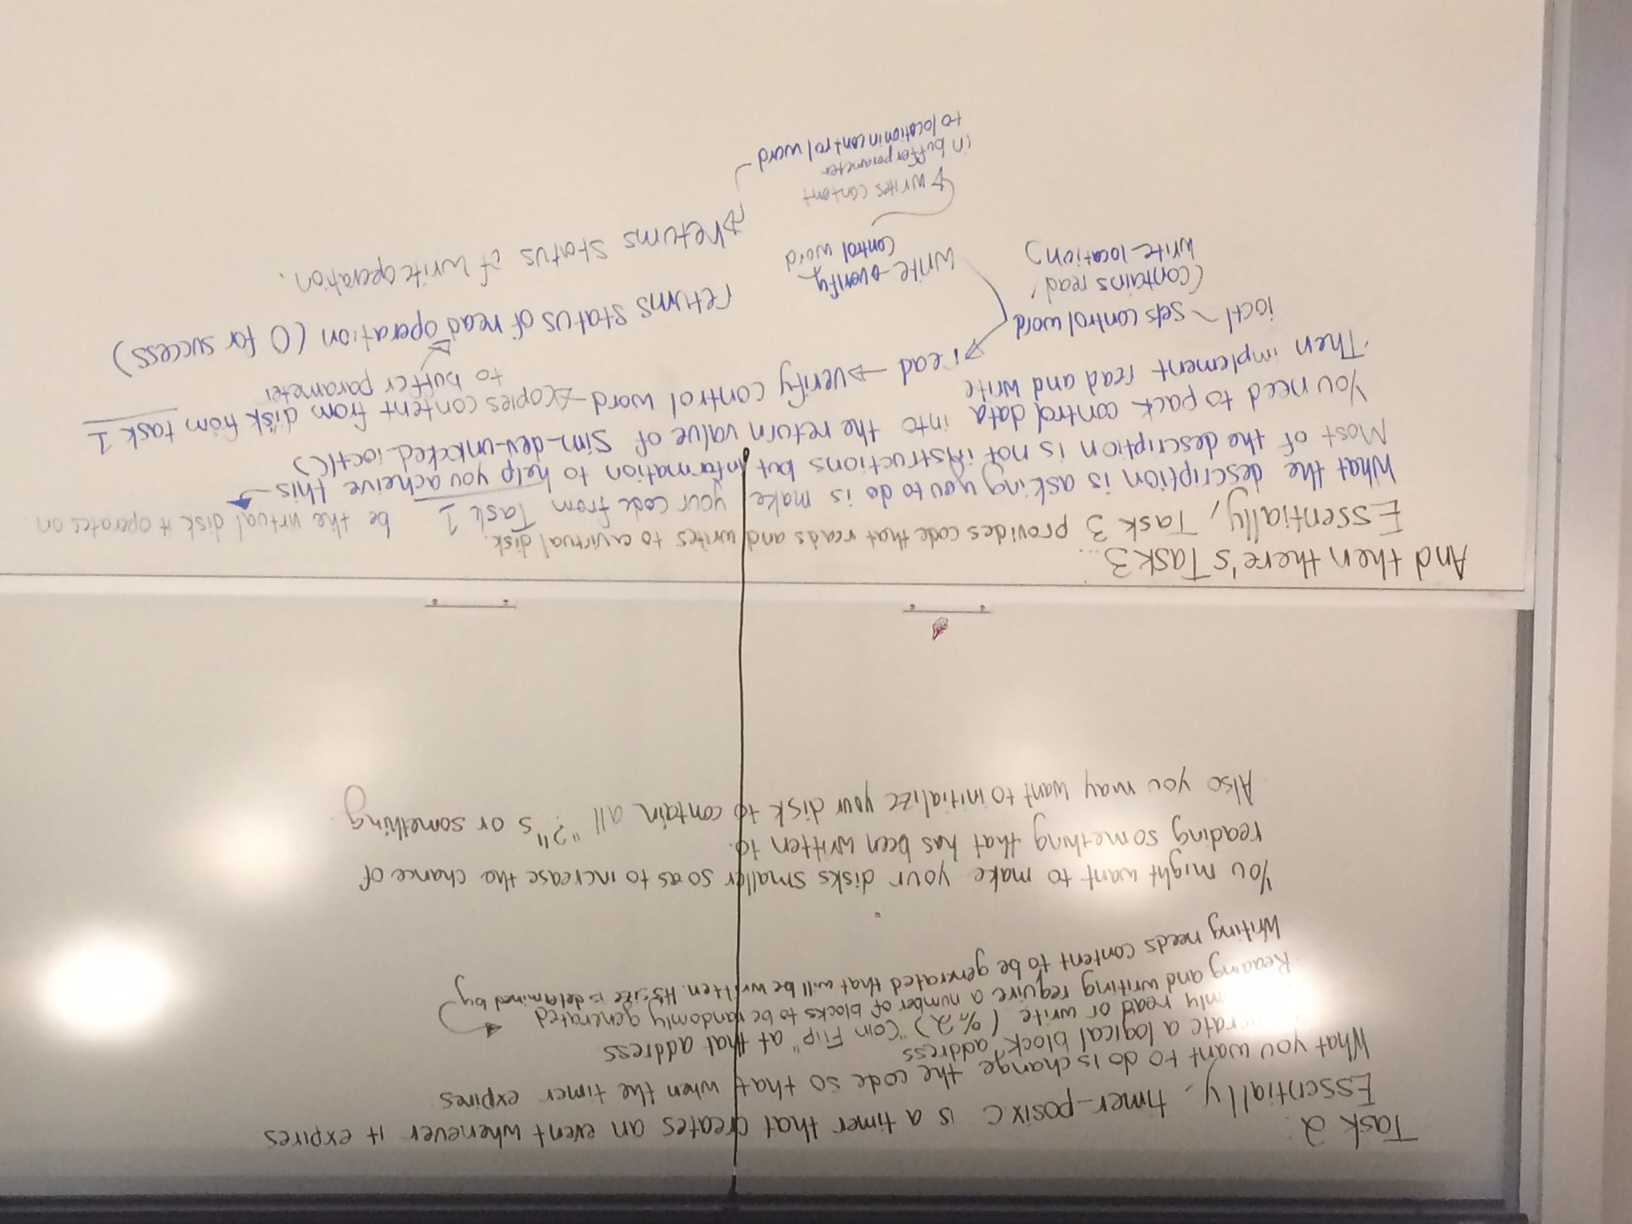 Task 2:
Essentially, timer_posix.c is a timer that creates an event whenever it expires
What you want to do is change the code so that when the timer expires
a logical block address
read or write (% 2) "Coin Flip" at that address
Reading and writing require a number of blocks to be randomly generated
Writing needs content to be generated that will be written. It's size is determined by
You might want to make your disks smaller so as to increase the chance of
reading something that has been written to.
Also you may want to initialize your disk to contain all "?"s or something
And then there's Task 3...
Essentially, Task 3 provides code that reads and writes to a virtual disk.
What the description is asking you to do is make your code from Task 1 be the virtual disk it operates on
Most of the description is not instructions but information to help you acheive this
You need to pack control data into the return value of sim_dev_unlocked_ioctl()
Then implement read and write
read → verify control word → copies content from disk from task 1
to buffer parameter
returns status of read operation (0 for success)
ioctl ~ sets control word
(contains read/
write location)
write → verify
control word
→ writes content
in buffer parameter
to location in control word
→ returns status of write operation.